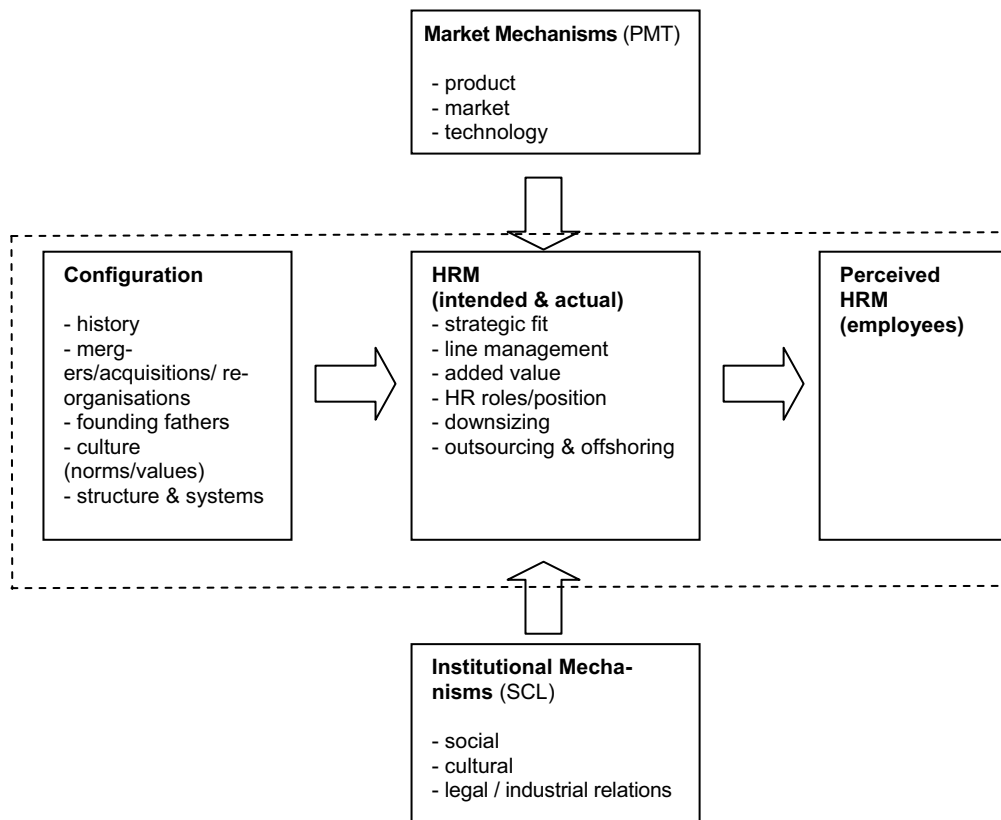 Market Mechanisms (PMT)
- product
- market
- technology
Configuration
- history
- merg-
ers/acquisitions/ re-
organisations
- founding fathers
- culture
(norms/values)
- structure & systems
HRM
(intended & actual)
- strategic fit
- line management
- added value
- HR roles/position
- downsizing
- outsourcing & offshoring
Perceived
HRM
(employees)
Institutional Mecha-
nisms (SCL)
- social
- cultural
- legal / industrial relations